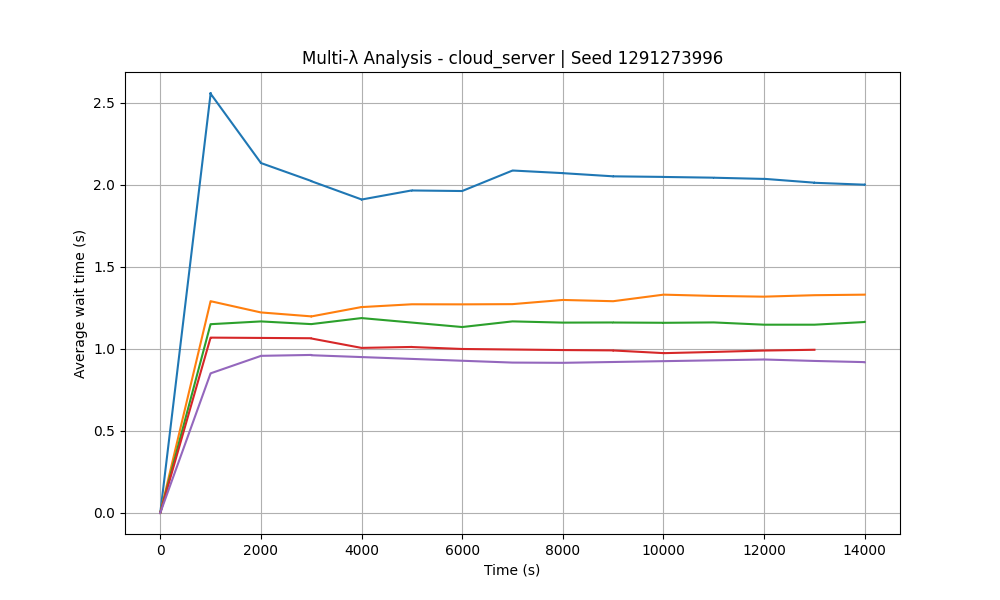 Multi-λ Analysis - cloud_server | Seed 1291273996
Average wait time (s)
2.5
2.0
1.5
1.0
0.5
0.0
0 2000 4000 6000 8000 10000 12000 14000
Time (s)